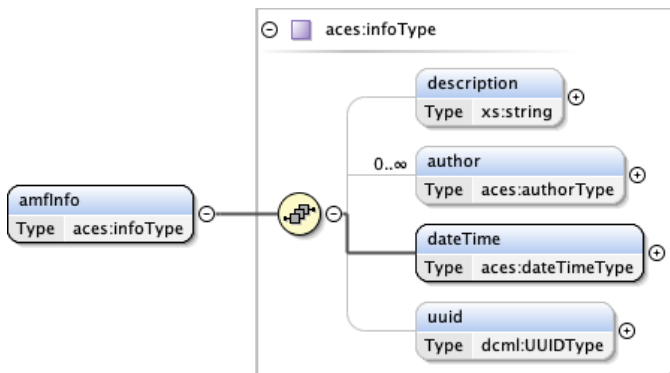 aces:infoType
description
Type xs:string
0..∞ author
Type aces:authorType
amfInfo
Type aces:infoType
dateTime
Type aces:dateTimeType
uuid
Type dcml:UUIDType